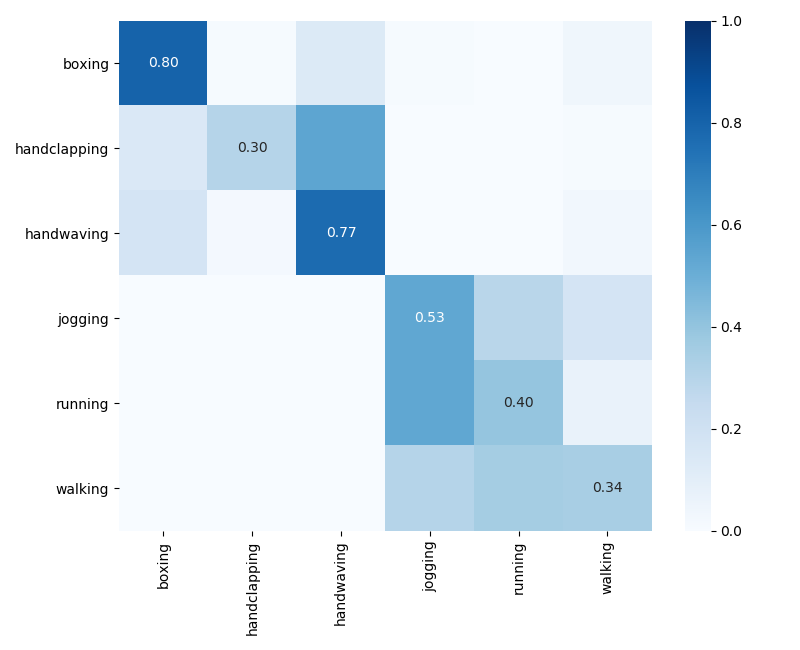 boxing
handclapping
handwaving
jogging
running
walking
0.80
0.30
0.77
0.53
0.40
0.34
boxing
handclapping
handwaving
jogging
running
walking
1.0
0.8
0.6
0.4
0.2
0.0